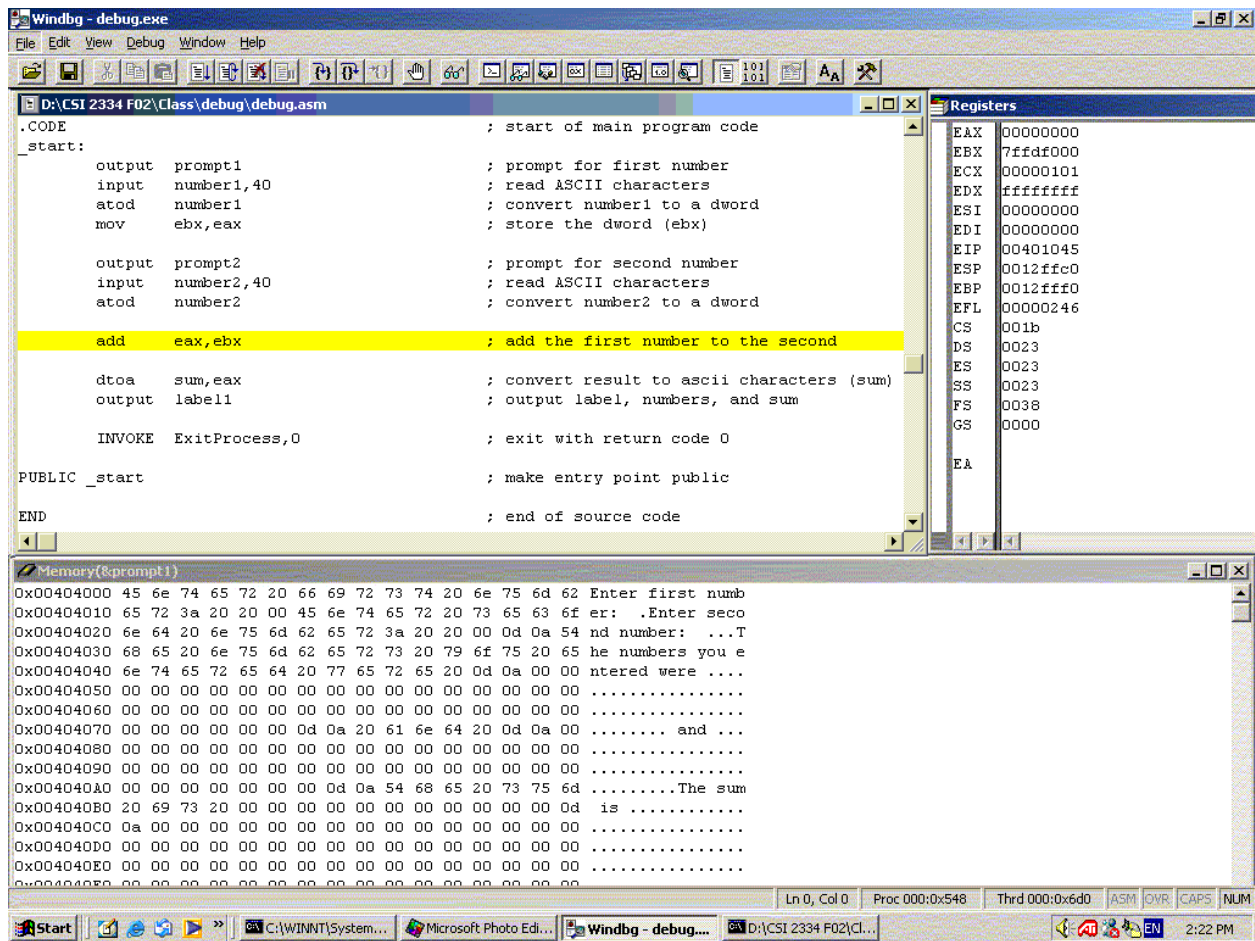 Windbg - debug.exe
File Edit View Debug Window Help
D:\CSI 2334 F02\Class\debug\debug.asm
.CODE ; start of main program code
_start:
output prompt1 ; prompt for first number
input number1,40 ; read ASCII characters
atod number1 ; convert number1 to a dword
mov ebx,eax ; store the dword (ebx)
output prompt2 ; prompt for second number
input number2,40 ; read ASCII characters
atod number2 ; convert number2 to a dword
add eax,ebx ; add the first number to the second
dtoa sum,eax ; convert result to ascii characters (sum)
output label1 ; output label, numbers, and sum
INVOKE ExitProcess,0 ; exit with return code 0
PUBLIC _start ; make entry point public
END ; end of source code
Registers
EAX 00000000
EBX 7ffdf000
ECX 00000101
EDX ffffffff
ESI 00000000
EDI 00000000
EIP 00401045
ESP 0012ffc0
EBP 0012fff0
EFL 00000246
CS 001b
DS 0023
ES 0023
SS 0023
FS 0038
GS 0000
EA
Memory(&prompt1)
0x00404000 45 6e 74 65 72 20 66 69 72 73 74 20 6e 75 6d 62 Enter first numb
0x00404010 65 72 3a 20 20 00 45 6e 74 65 72 20 73 65 63 6f er:  .Enter seco
0x00404020 6e 64 20 6e 75 6d 62 65 72 3a 20 20 00 0d 0a 54 nd number:  ...T
0x00404030 68 65 20 6e 75 6d 62 65 72 73 20 79 6f 75 20 65 he numbers you e
0x00404040 6e 74 65 72 65 64 20 77 65 72 65 20 0d 0a 00 00 ntered were ....
0x00404050 00 00 00 00 00 00 00 00 00 00 00 00 00 00 00 00 ................
0x00404060 00 00 00 00 00 00 00 00 00 00 00 00 00 00 00 00 ................
0x00404070 00 00 00 00 00 00 0d 0a 20 61 6e 64 20 0d 0a 00 ........ and ...
0x00404080 00 00 00 00 00 00 00 00 00 00 00 00 00 00 00 00 ................
0x00404090 00 00 00 00 00 00 00 00 00 00 00 00 00 00 00 00 ................
0x004040A0 00 00 00 00 00 00 00 0d 0a 54 68 65 20 73 75 6d .........The sum
0x004040B0 20 69 73 20 00 00 00 00 00 00 00 00 00 00 00 0d  is ............
0x004040C0 0a 00 00 00 00 00 00 00 00 00 00 00 00 00 00 00 ................
0x004040D0 00 00 00 00 00 00 00 00 00 00 00 00 00 00 00 00 ................
0x004040E0 00 00 00 00 00 00 00 00 00 00 00 00 00 00 00 00 ................
Ln 0, Col 0 Proc 000:0x548 Thrd 000:0x6d0 ASM OVR CAPS NUM
Start C:\WINNT\System... Microsoft Photo Edi... Windbg - debug.... D:\CSI 2334 F02\Cl... EN 2:22 PM